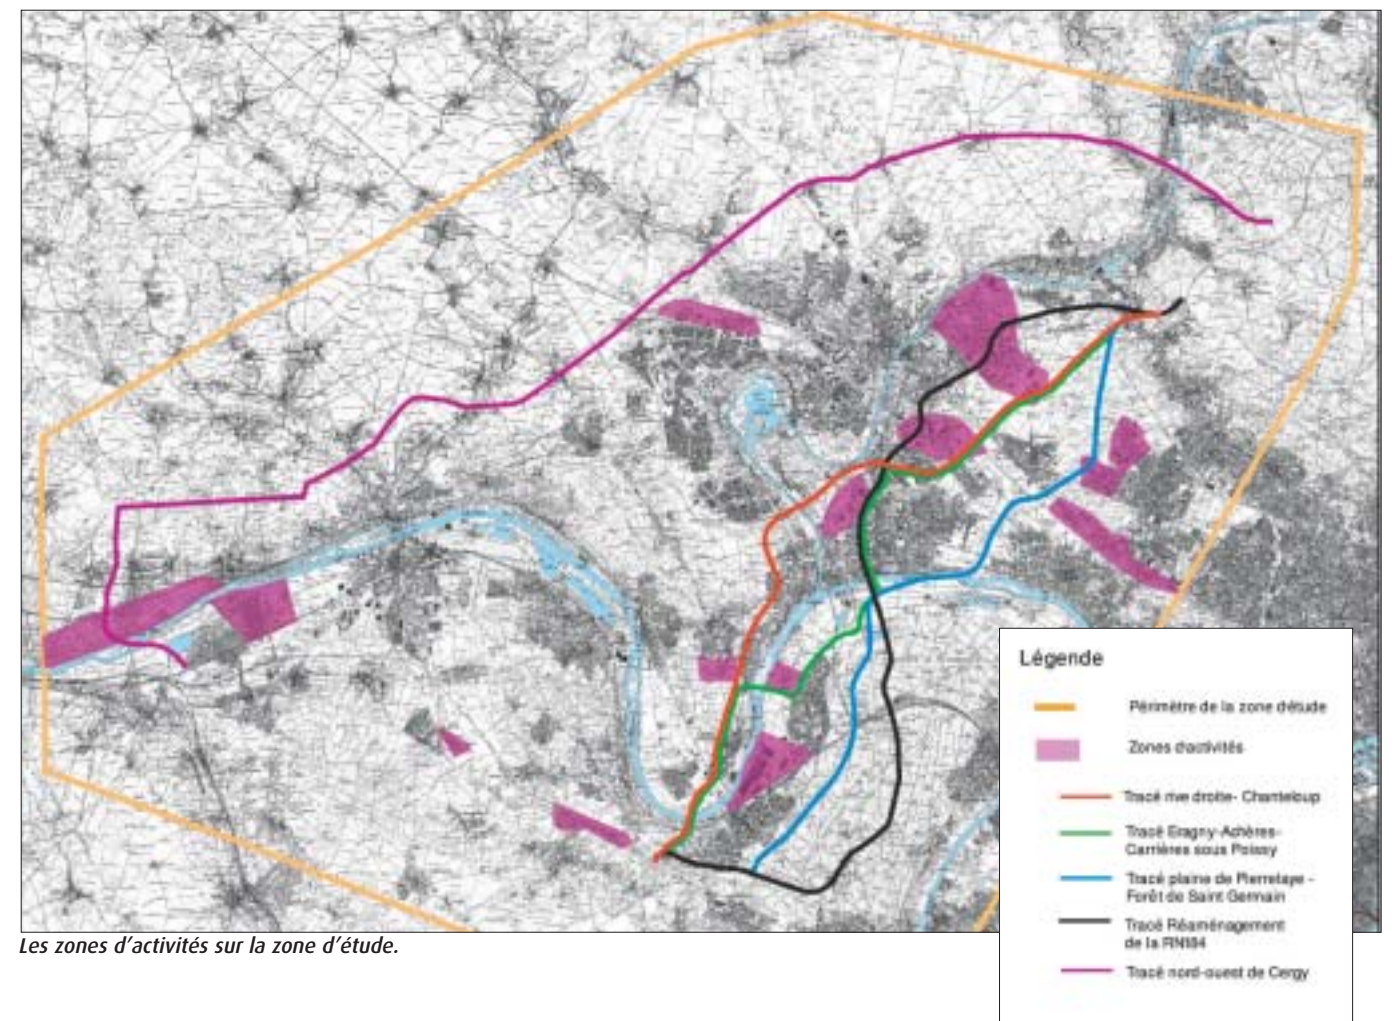 Légende
Périmètre de la zone d'étude
Zones d'activités
Tracé rive droite- Chanteloup
Tracé Eragny-Achères-
Carrières sous Poissy
Tracé plaine de Pierrelaye -
Forêt de Saint Germain
Tracé Réaménagement
de la RN184
Tracé nord-ouest de Cergy
Les zones d'activités sur la zone d'étude.